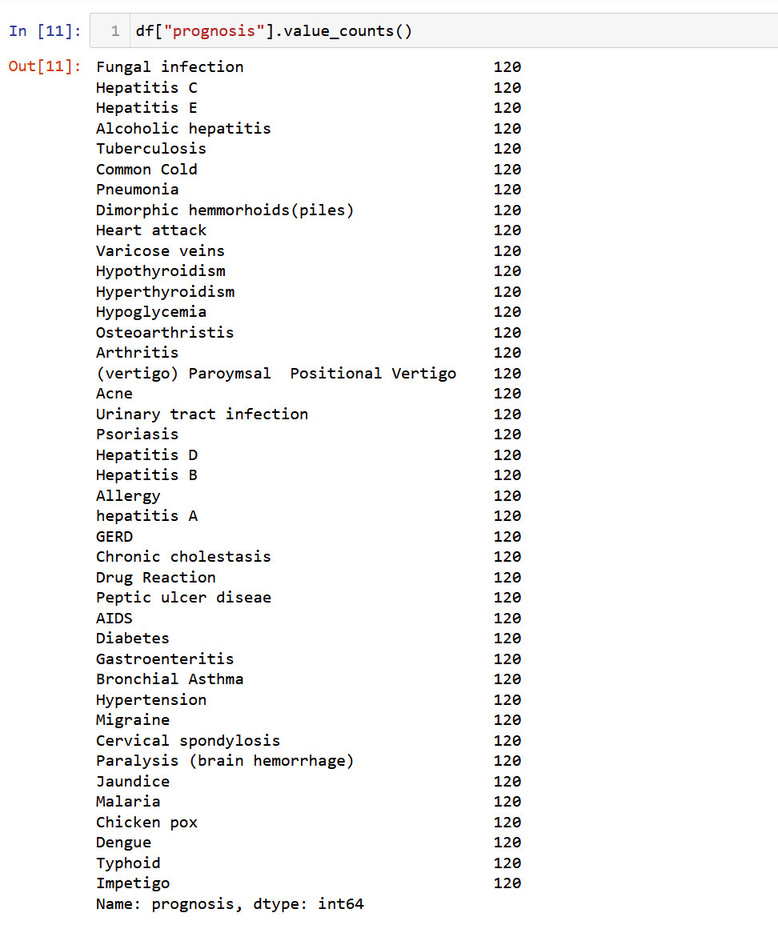 In [11]: 1 df["prognosis"].value_counts()
Out[11]: Fungal infection 120
Hepatitis C 120
Hepatitis E 120
Alcoholic hepatitis 120
Tuberculosis 120
Common Cold 120
Pneumonia 120
Dimorphic hemmorhoids(piles) 120
Heart attack 120
Varicose veins 120
Hypothyroidism 120
Hyperthyroidism 120
Hypoglycemia 120
Osteoarthristis 120
Arthritis 120
(vertigo) Paroymsal  Positional Vertigo 120
Acne 120
Urinary tract infection 120
Psoriasis 120
Hepatitis D 120
Hepatitis B 120
Allergy 120
hepatitis A 120
GERD 120
Chronic cholestasis 120
Drug Reaction 120
Peptic ulcer diseae 120
AIDS 120
Diabetes 120
Gastroenteritis 120
Bronchial Asthma 120
Hypertension 120
Migraine 120
Cervical spondylosis 120
Paralysis (brain hemorrhage) 120
Jaundice 120
Malaria 120
Chicken pox 120
Dengue 120
Typhoid 120
Impetigo 120
Name: prognosis, dtype: int64